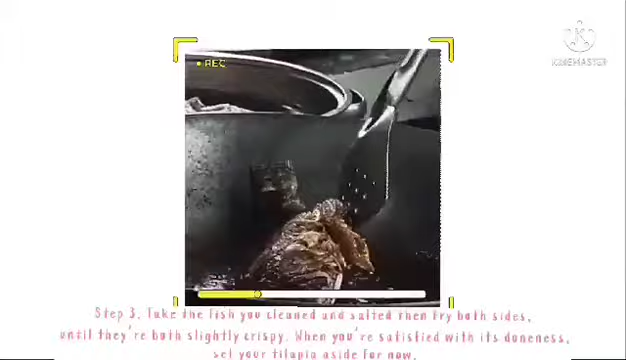 REC
KINEMASTER
Step 3. Take the fish you cleaned and salted then fry both sides,
until they're both slightly crispy. When you're satisfied with its doneness,
set your tilapia aside for now.